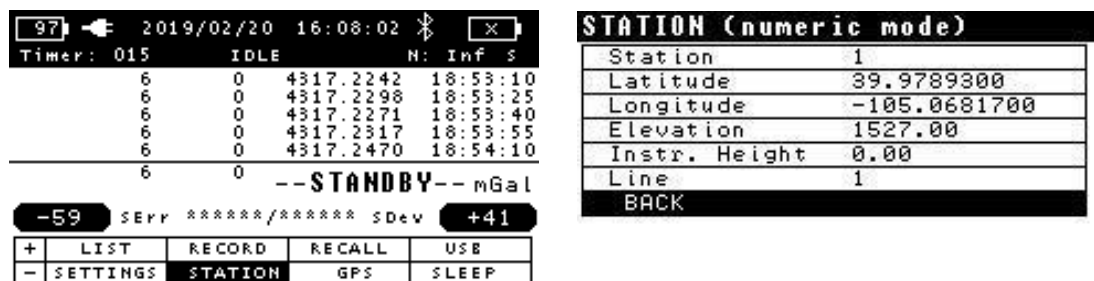 97 2019/02/20 16:08:02 X
Timer: 015 IDLE N: Inf S
6 0 4317.2242 18:53:10
6 0 4317.2298 18:53:25
6 0 4317.2271 18:53:40
6 0 4317.2317 18:53:55
6 0 4317.2470 18:54:10
6 0 --STANDBY-- mGal
-59 SErr ******/****** SDev +41
+ LIST RECORD RECALL USB
- SETTINGS STATION GPS SLEEP
STATION (numeric mode)
Station 1
Latitude 39.9789300
Longitude -105.0681700
Elevation 1527.00
Instr. Height 0.00
Line 1
BACK